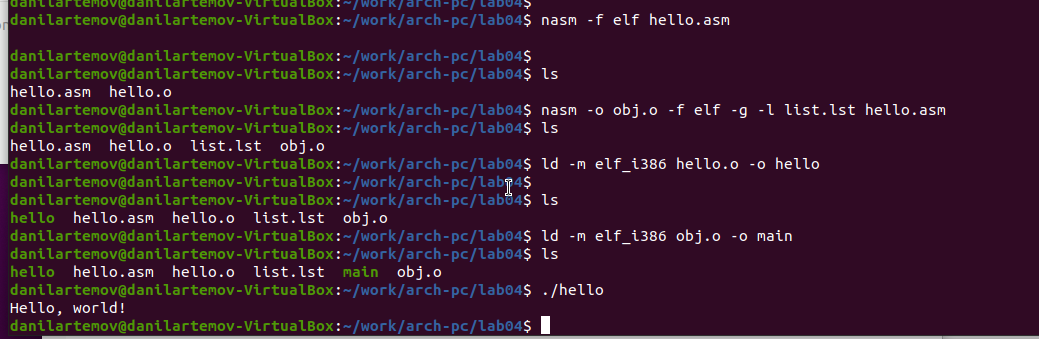 danilartemov@danilartemov-VirtualBox:~/work/arch-pc/lab04$
danilartemov@danilartemov-VirtualBox:~/work/arch-pc/lab04$ nasm -f elf hello.asm
danilartemov@danilartemov-VirtualBox:~/work/arch-pc/lab04$
danilartemov@danilartemov-VirtualBox:~/work/arch-pc/lab04$ ls
hello.asm  hello.o
danilartemov@danilartemov-VirtualBox:~/work/arch-pc/lab04$ nasm -o obj.o -f elf -g -l list.lst hello.asm
danilartemov@danilartemov-VirtualBox:~/work/arch-pc/lab04$ ls
hello.asm  hello.o  list.lst  obj.o
danilartemov@danilartemov-VirtualBox:~/work/arch-pc/lab04$ ld -m elf_i386 hello.o -o hello
danilartemov@danilartemov-VirtualBox:~/work/arch-pc/lab04$
danilartemov@danilartemov-VirtualBox:~/work/arch-pc/lab04$ ls
hello  hello.asm  hello.o  list.lst  obj.o
danilartemov@danilartemov-VirtualBox:~/work/arch-pc/lab04$ ld -m elf_i386 obj.o -o main
danilartemov@danilartemov-VirtualBox:~/work/arch-pc/lab04$ ls
hello  hello.asm  hello.o  list.lst  main  obj.o
danilartemov@danilartemov-VirtualBox:~/work/arch-pc/lab04$ ./hello
Hello, world!
danilartemov@danilartemov-VirtualBox:~/work/arch-pc/lab04$